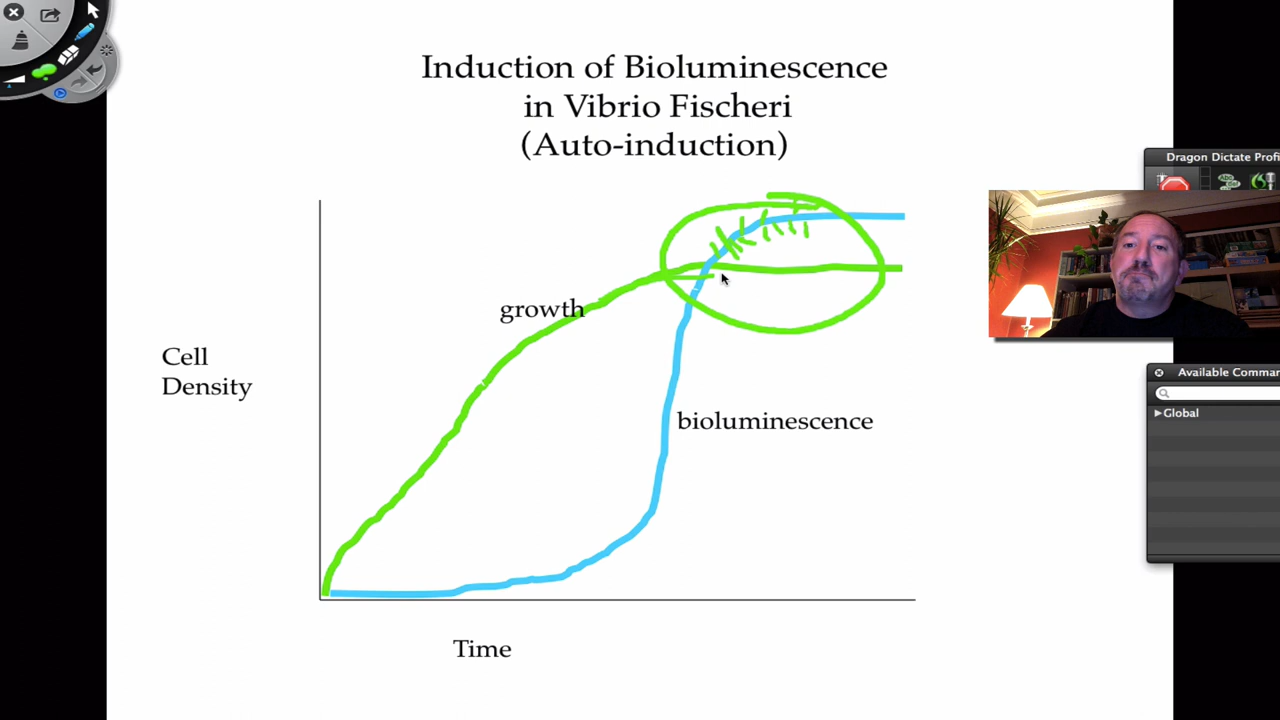 Induction of Bioluminescence
in Vibrio Fischeri
(Auto-induction)
Dragon Dictate Profi
growth
Cell
Density
Available Comman
Global
bioluminescence
Time